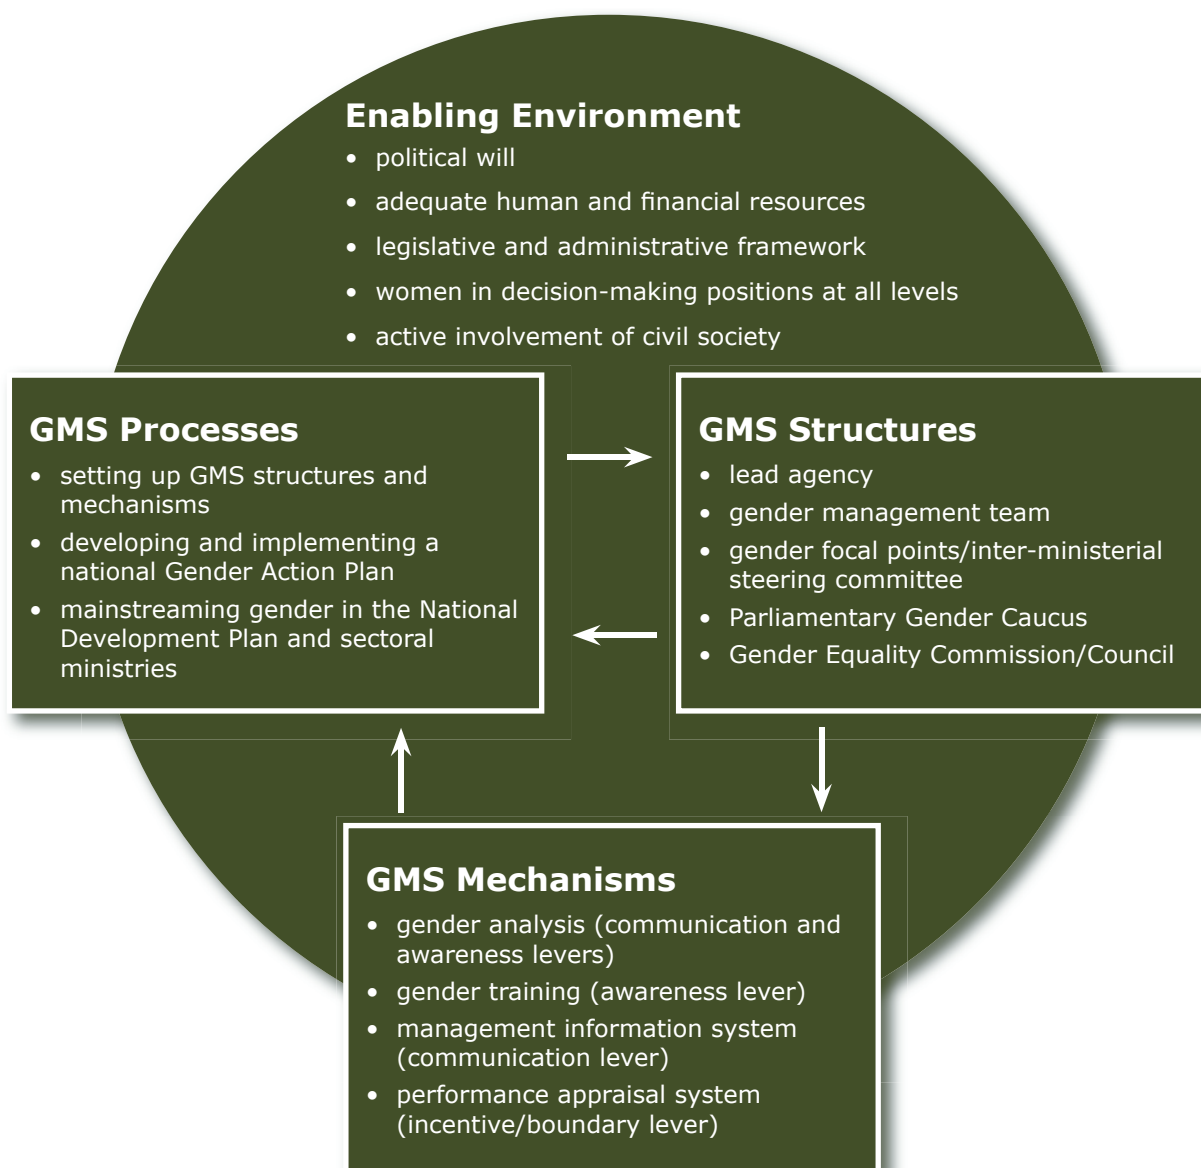 Enabling Environment
• political will
• adequate human and financial resources
• legislative and administrative framework
• women in decision-making positions at all levels
• active involvement of civil society
GMS Processes
• setting up GMS structures and
mechanisms
• developing and implementing a
national Gender Action Plan
• mainstreaming gender in the National
Development Plan and sectoral
ministries
GMS Structures
• lead agency
• gender management team
• gender focal points/inter-ministerial
steering committee
• Parliamentary Gender Caucus
• Gender Equality Commission/Council
GMS Mechanisms
• gender analysis (communication and
awareness levers)
• gender training (awareness lever)
• management information system
(communication lever)
• performance appraisal system
(incentive/boundary lever)